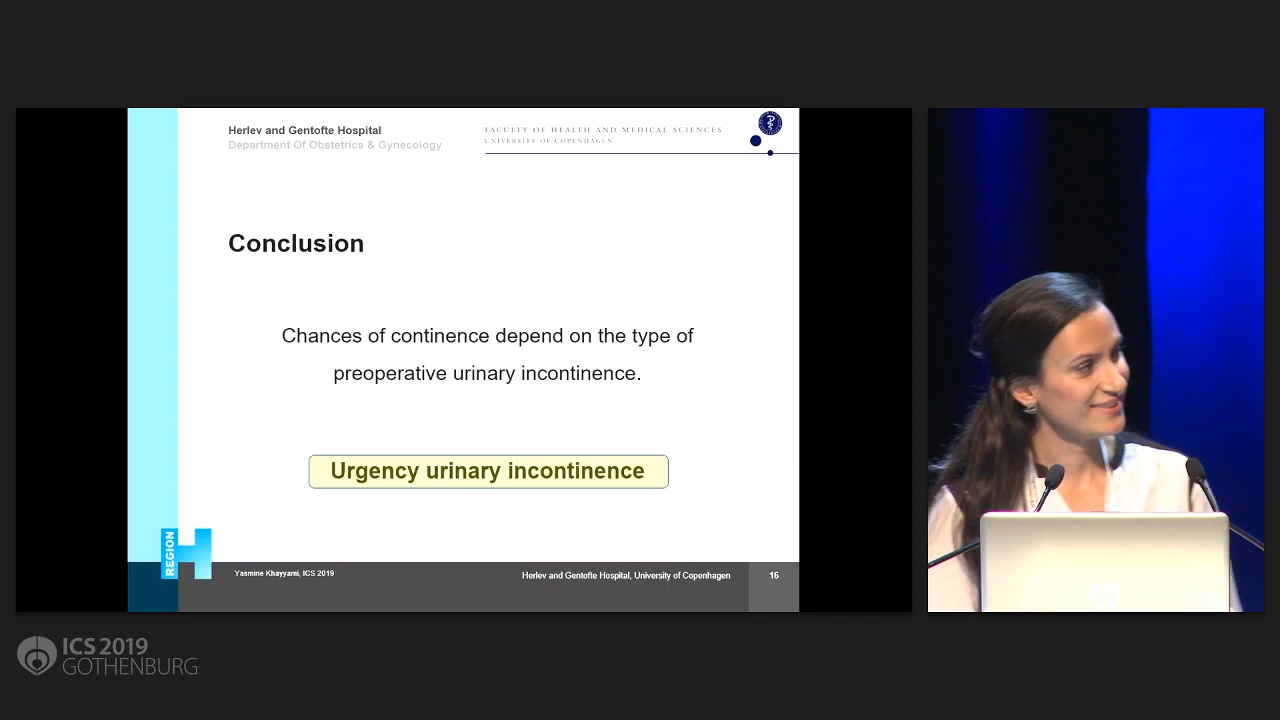 Herlev and Gentofte Hospital
Department Of Obstetrics & Gynecology
FACULTY OF HEALTH AND MEDICAL SCIENCES
UNIVERSITY OF COPENHAGEN
Conclusion
Chances of continence depend on the type of
preoperative urinary incontinence.
Urgency urinary incontinence
REGION
Yasmine Khayyami, ICS 2019
Herlev and Gentofte Hospital, University of Copenhagen
16
hp
ICS 2019
GOTHENBURG